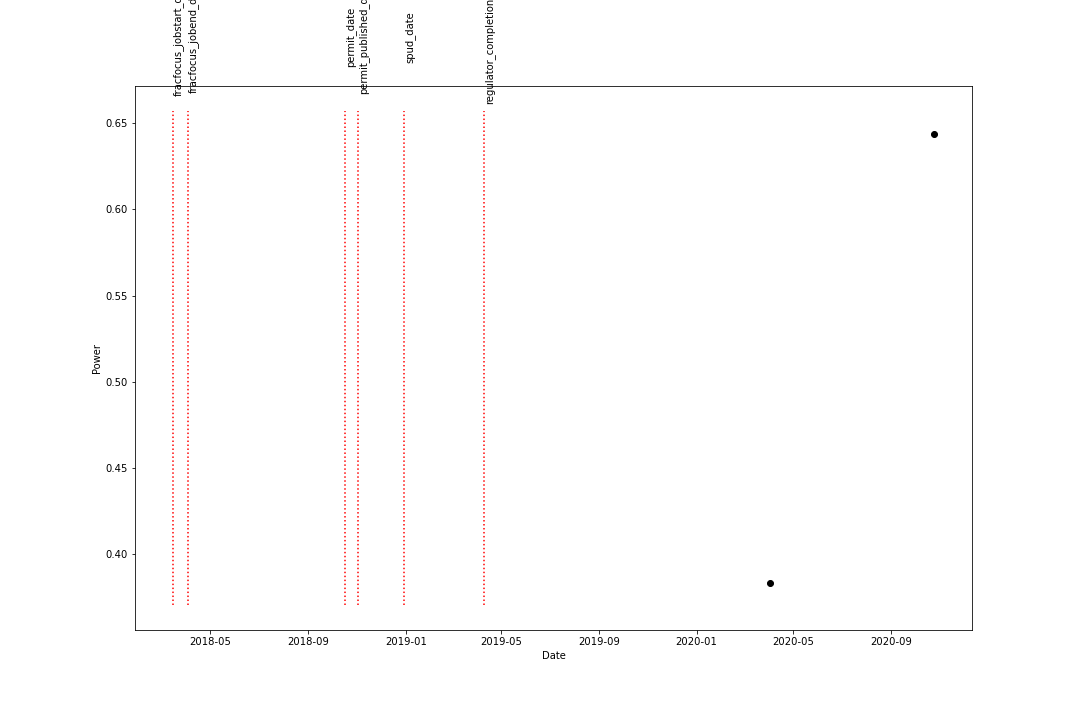 fracfocus_jobstart_
fracfocus_jobend_d
permit_date
permit_published_d
spud_date
regulator_completion
0.65
0.60
0.55
0.50
0.45
0.40
Power
2018-05
2018-09
2019-01
2019-05
2019-09
2020-01
2020-05
2020-09
Date